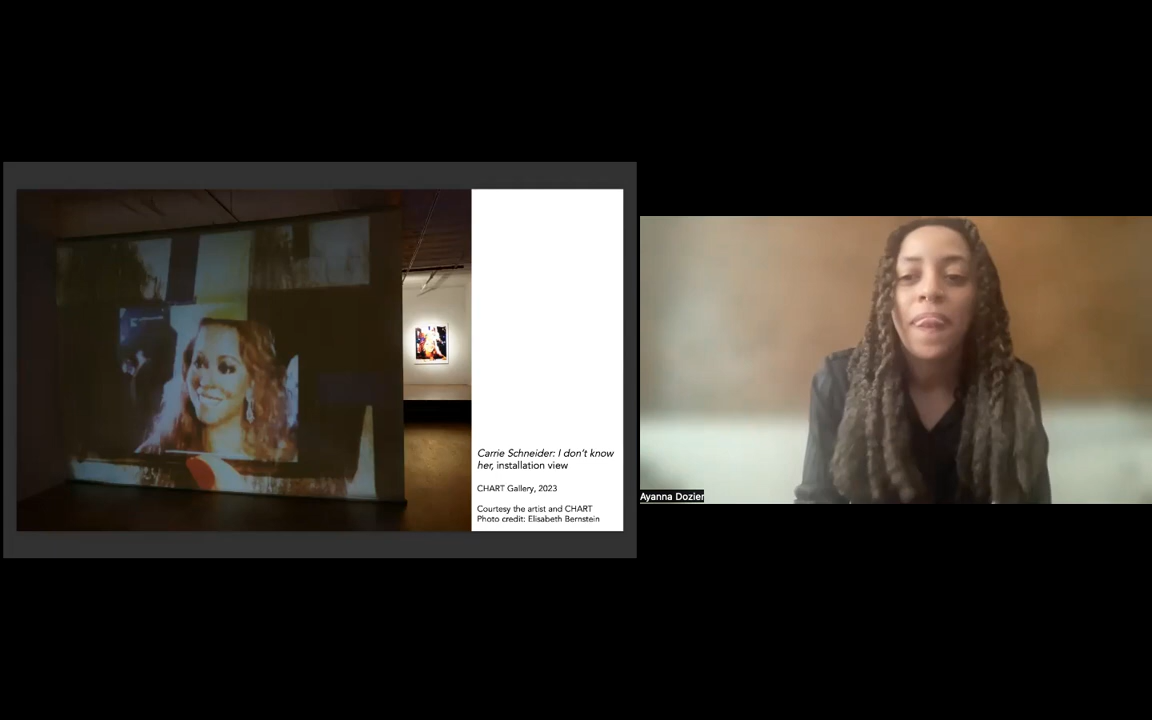 Carrie Schneider: I don't know
her, installation view
CHART Gallery, 2023
Courtesy the artist and CHART
Photo credit: Elisabeth Bernstein
Ayanna Dozier